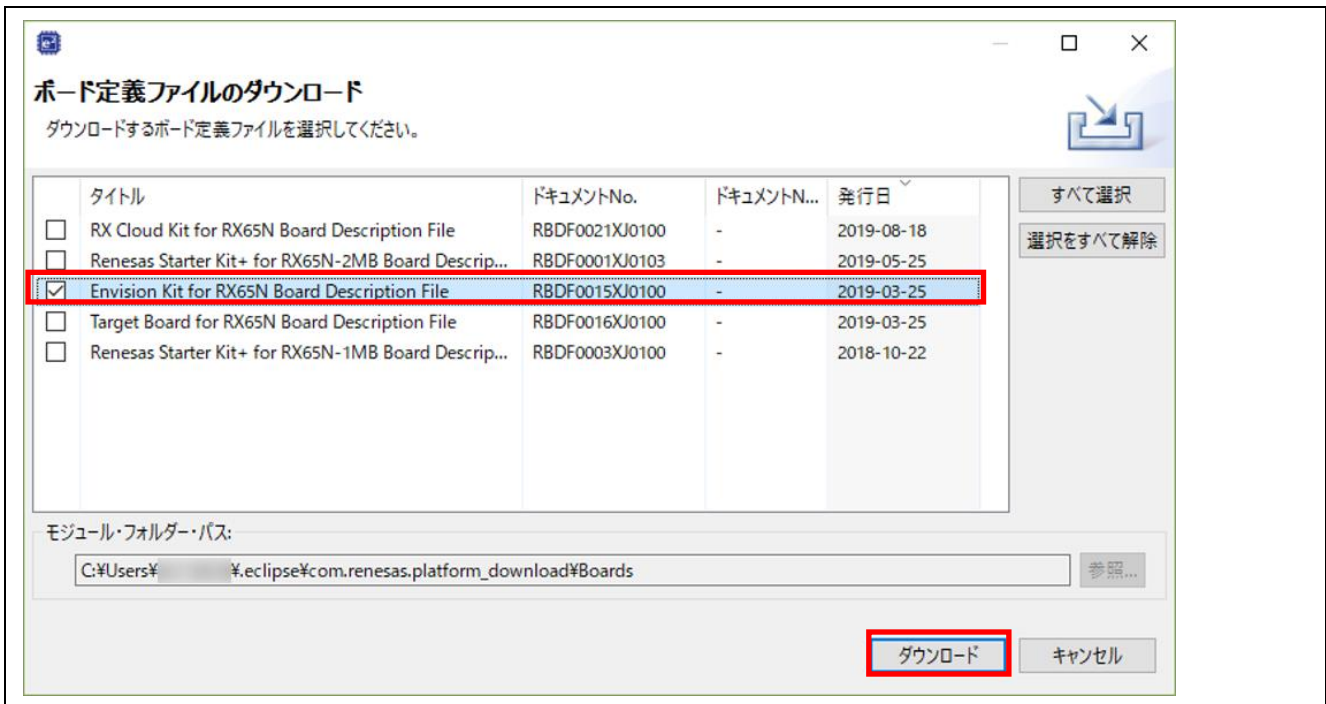 ボード定義ファイルのダウンロード
ダウンロードするボード定義ファイルを選択してください。
タイトル ドキュメントNo. ドキュメントN... 発行日
RX Cloud Kit for RX65N Board Description File RBDF0021XJ0100 - 2019-08-18
Renesas Starter Kit+ for RX65N-2MB Board Descrip... RBDF0001XJ0103 - 2019-05-25
Envision Kit for RX65N Board Description File RBDF0015XJ0100 - 2019-03-25
Target Board for RX65N Board Description File RBDF0016XJ0100 - 2019-03-25
Renesas Starter Kit+ for RX65N-1MB Board Descrip... RBDF0003XJ0100 - 2018-10-22
すべて選択
選択をすべて解除
モジュール・フォルダー・パス:
C:¥Users¥ ¥.eclipse¥com.renesas.platform_download¥Boards
参照...
ダウンロード キャンセル